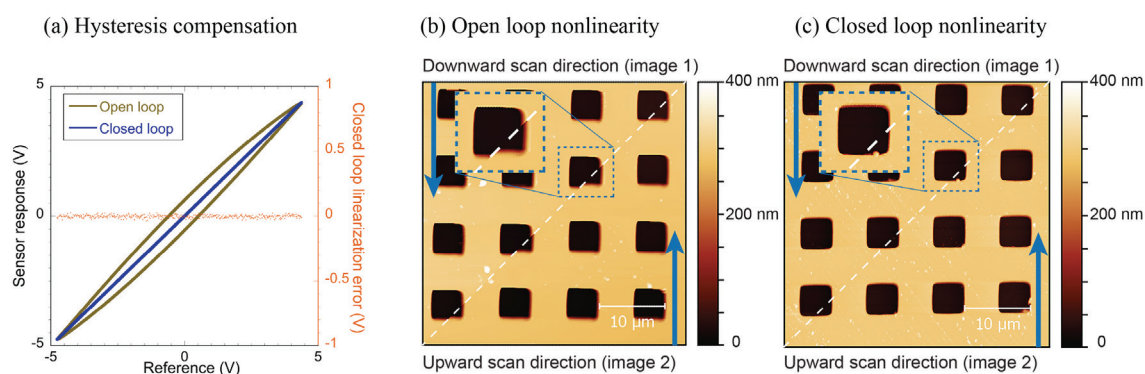 (a) Hysteresis compensation
5
Open loop
Closed loop
0
-5
-5
0
5
Sensor response (V)
Reference (V)
1
0.5
0
-0.5
-1
Closed loop linearization error (V)
(b) Open loop nonlinearity
Downward scan direction (image 1)
10 μm
Upward scan direction (image 2)
400 nm
200 nm
0
(c) Closed loop nonlinearity
Downward scan direction (image 1)
10 μm
Upward scan direction (image 2)
400 nm
200 nm
0